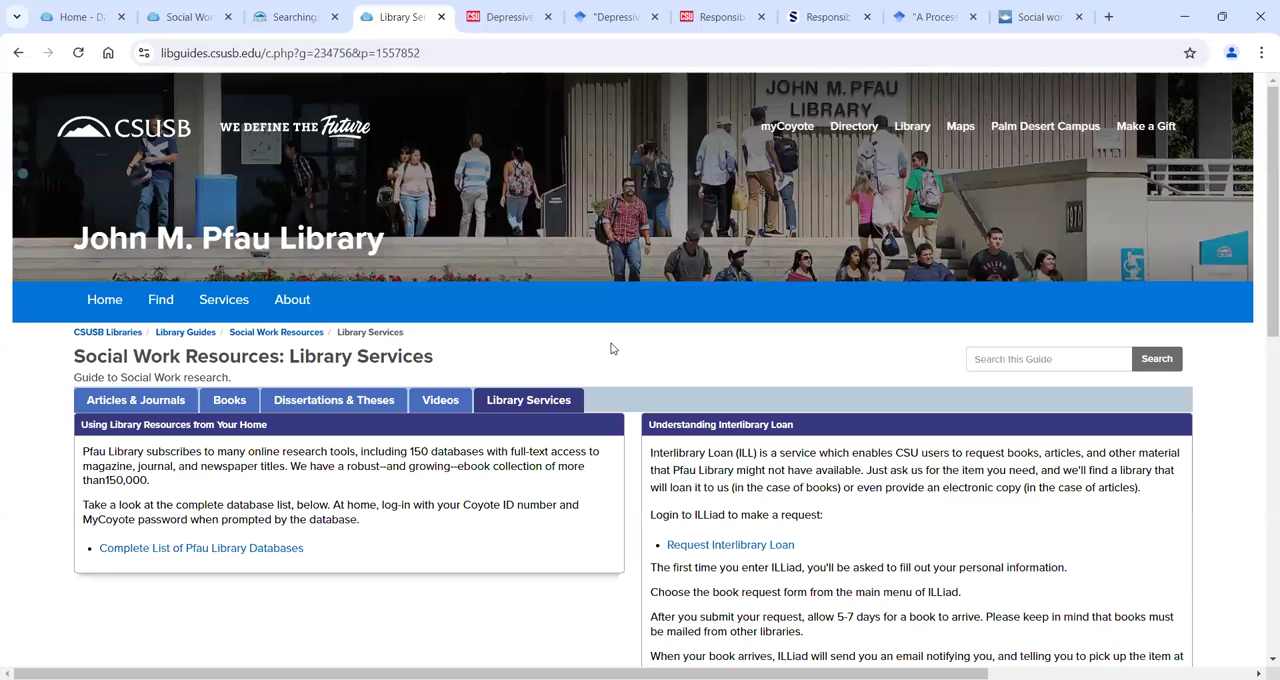 Home - D
Social Wor
Searching
Library Ser
Depressive
"Depressiv
Responsib
Responsib
"A Process
Social wor
libguides.csusb.edu/c.php?g=234756&p=1557852
JOHN M. PFAU
LIBRARY
CSUSB
WE DEFINE THE Future
myCoyote
Directory
Library
Maps
Palm Desert Campus
Make a Gift
John M. Pfau Library
Home
Find
Services
About
CSUSB Libraries / Library Guides / Social Work Resources / Library Services
Social Work Resources: Library Services
Search this Guide
Search
Guide to Social Work research.
Articles & Journals
Books
Dissertations & Theses
Videos
Library Services
Using Library Resources from Your Home
Pfau Library subscribes to many online research tools, including 150 databases with full-text access to
magazine, journal, and newspaper titles. We have a robust--and growing--ebook collection of more
than150,000.
Take a look at the complete database list, below. At home, log-in with your Coyote ID number and
MyCoyote password when prompted by the database.
• Complete List of Pfau Library Databases
Understanding Interlibrary Loan
Interlibrary Loan (ILL) is a service which enables CSU users to request books, articles, and other material
that Pfau Library might not have available. Just ask us for the item you need, and we'll find a library that
will loan it to us (in the case of books) or even provide an electronic copy (in the case of articles).
Login to ILLiad to make a request:
• Request Interlibrary Loan
The first time you enter ILLiad, you'll be asked to fill out your personal information.
Choose the book request form from the main menu of ILLiad.
After you submit your request, allow 5-7 days for a book to arrive. Please keep in mind that books must
be mailed from other libraries.
When your book arrives, ILLiad will send you an email notifying you, and telling you to pick up the item at